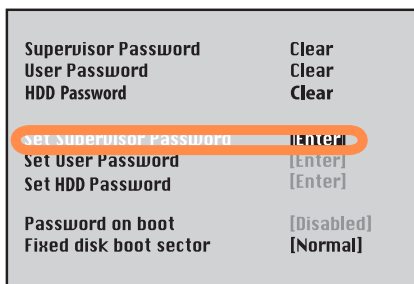 Supervisor Password Clear
User Password Clear
HDD Password Clear
Set Supervisor Password [Enter]
Set User Password [Enter]
Set HDD Password [Enter]
Password on boot [Disabled]
Fixed disk boot sector [Normal]